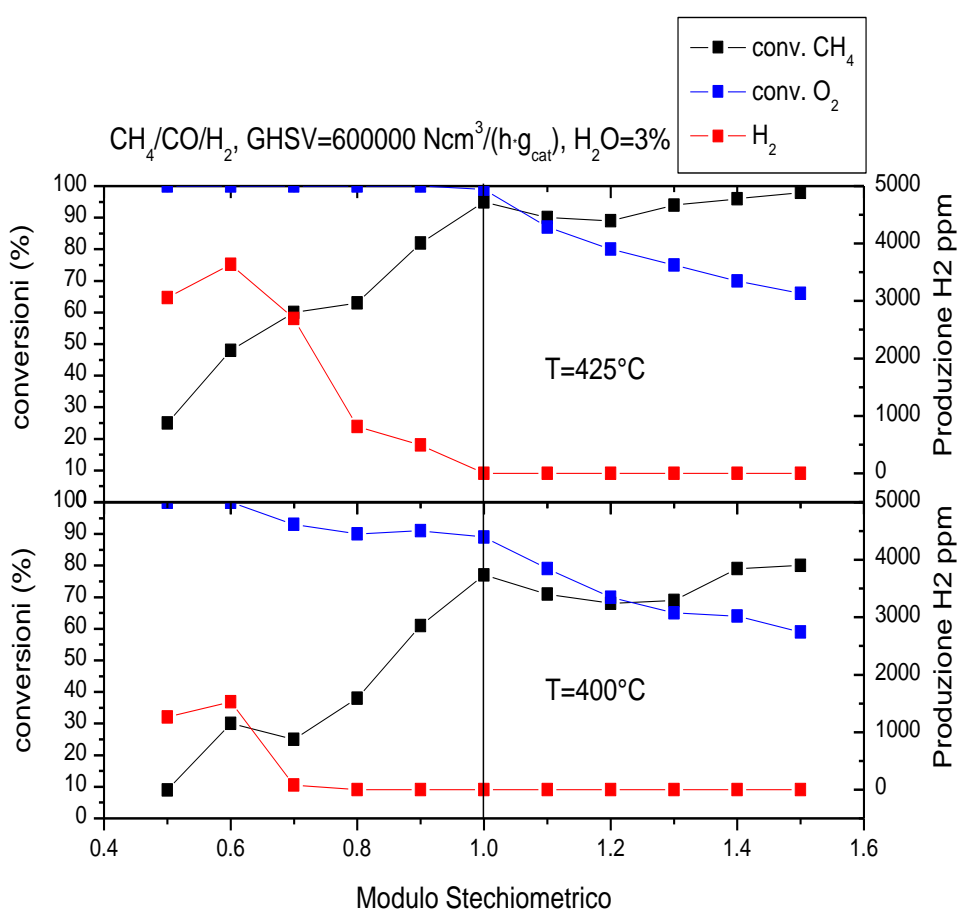 conv. CH4
conv. O2
H2
CH4/CO/H2, GHSV=600000 Ncm3/(h·gcat), H2O=3%
100
90
80
70
60
50
40
30
20
10
100
90
80
70
60
50
40
30
20
10
0
conversioni (%)
conversioni (%)
5000
4000
3000
2000
1000
0
5000
4000
3000
2000
1000
0
Produzione H2 ppm
Produzione H2 ppm
T=425°C
T=400°C
0.4 0.6 0.8 1.0 1.2 1.4 1.6
Modulo Stechiometrico